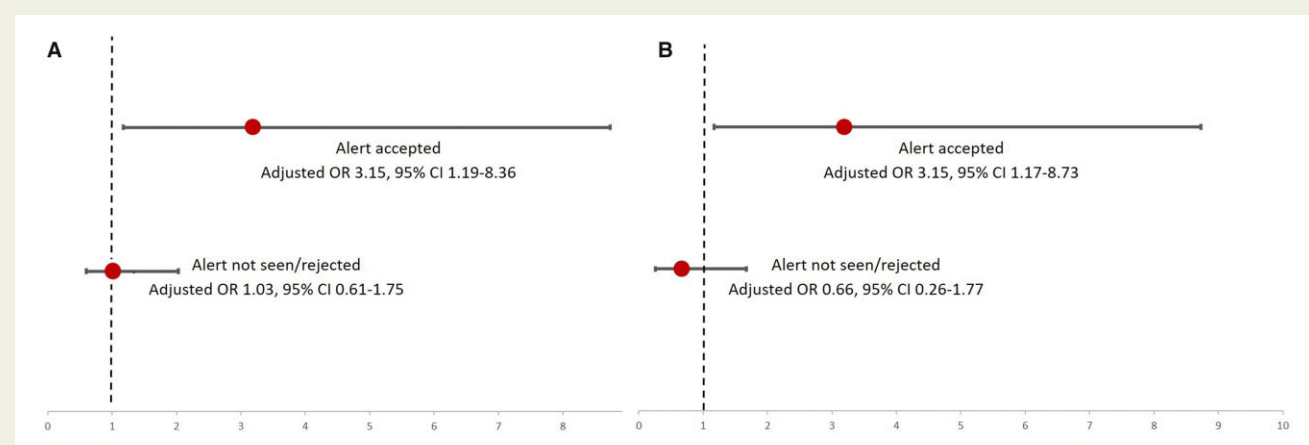 A
Alert accepted
Adjusted OR 3.15, 95% CI 1.19-8.36
Alert not seen/rejected
Adjusted OR 1.03, 95% CI 0.61-1.75
0 1 2 3 4 5 6 7 8
B
Alert accepted
Adjusted OR 3.15, 95% CI 1.17-8.73
Alert not seen/rejected
Adjusted OR 0.66, 95% CI 0.26-1.77
0 1 2 3 4 5 6 7 8 9 10